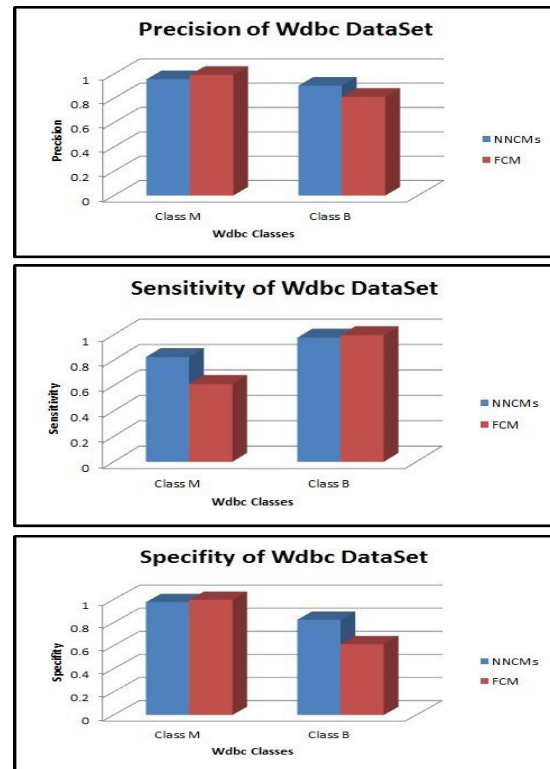 Precision of Wdbc DataSet
1
0.8
0.6
0.4
0.2
0
Precision
Class M
Class B
Wdbc Classes
NNCMs
FCM
Sensitivity of Wdbc DataSet
1
0.8
0.6
0.4
0.2
0
Sensitivity
Class M
Class B
Wdbc Classes
NNCMs
FCM
Specifity of Wdbc DataSet
1
0.8
0.6
0.4
0.2
0
Specifity
Class M
Class B
Wdbc Classes
NNCMs
FCM